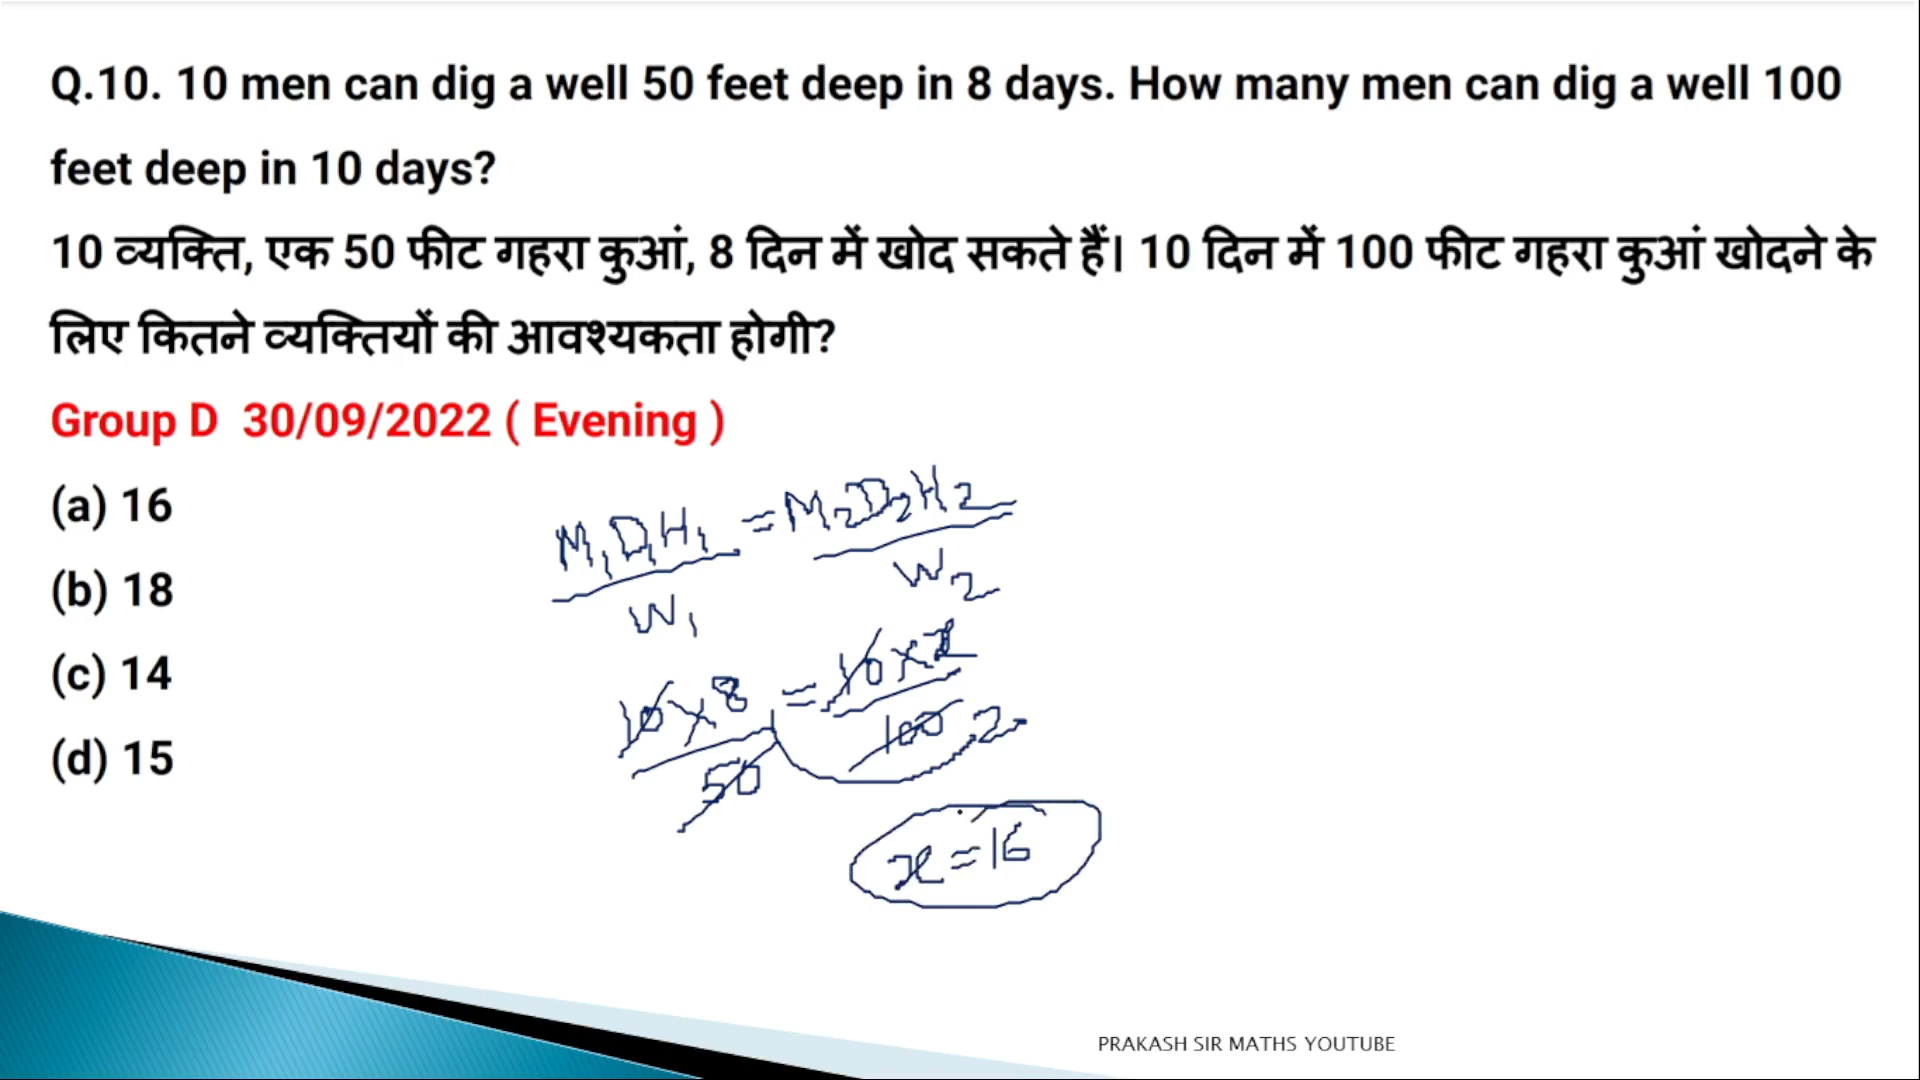 Q.10. 10 men can dig a well 50 feet deep in 8 days. How many men can dig a well 100
feet deep in 10 days?
10 व्यक्ति, एक 50 फीट गहरा कुआं, 8 दिन में खोद सकते हैं। 10 दिन में 100 फीट गहरा कुआं खोदने के
लिए कितने व्यक्तियों की आवश्यकता होगी?
Group D 30/09/2022 ( Evening )
(a) 16
(b) 18
(c) 14
(d) 15
M₁D₁H₁ = M₂D₂H₂
W₁ W₂
10×8 = 10×x
50 100 2
x=16
PRAKASH SIR MATHS YOUTUBE